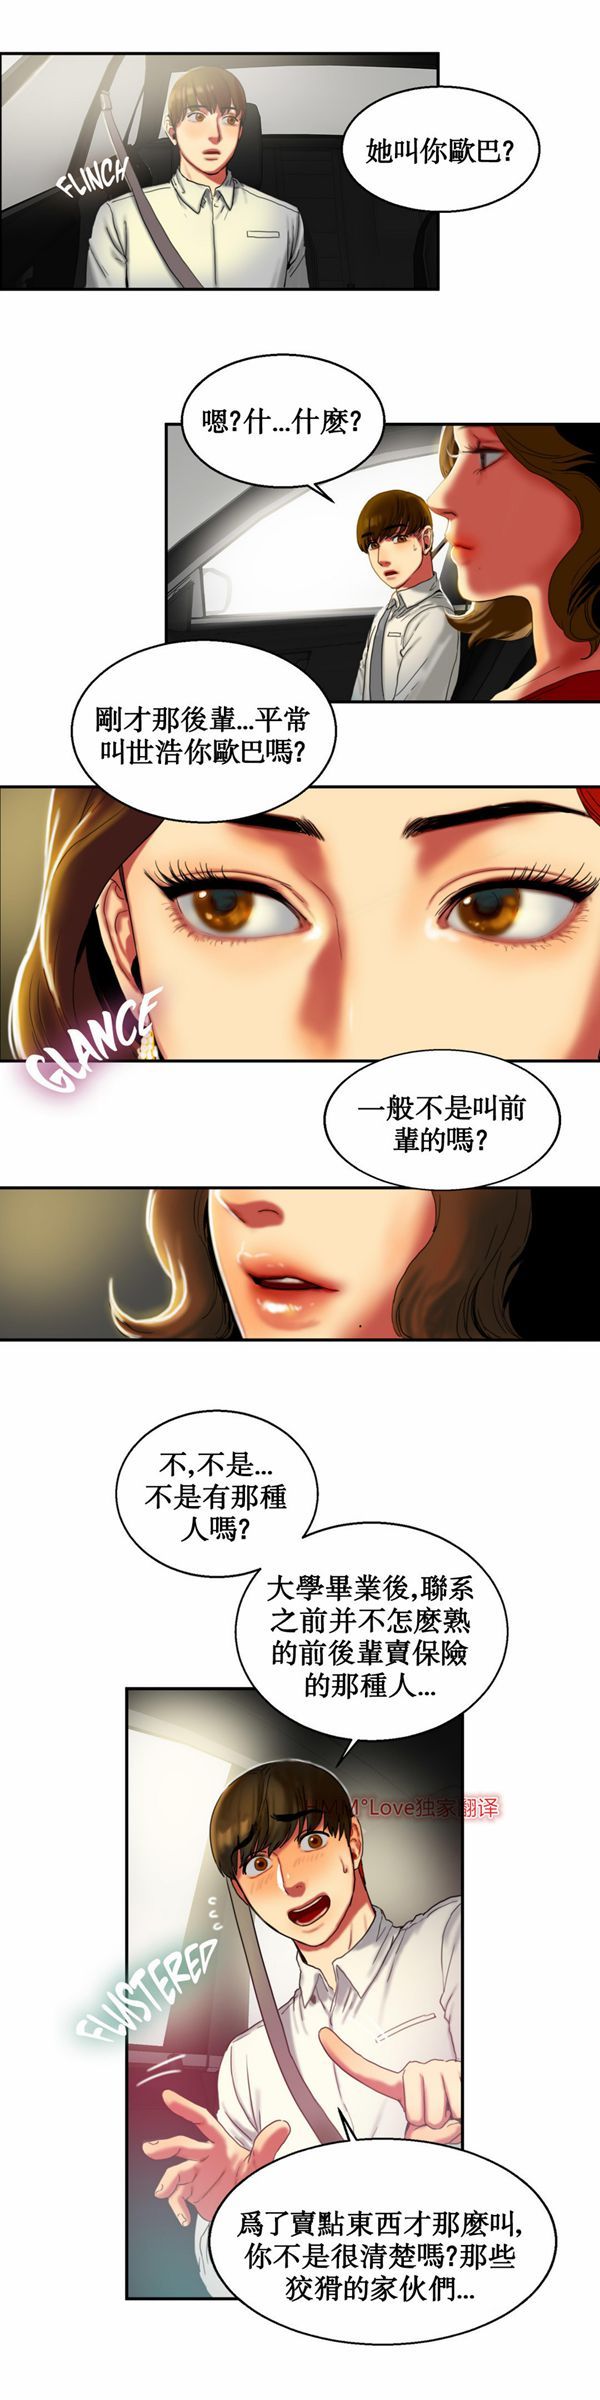 FLINCH
她叫你歐巴?
嗯?什...什麽?
剛才那後輩...平常
叫世浩你歐巴嗎?
GLANCE
一般不是叫前
輩的嗎?
不,不是...
不是有那種
人嗎?
大學畢業後,聯系
之前并不怎麽熟
的前後輩賣保險
的那種人...
HMM°Love独家翻译
FLUSTERED
爲了賣點東西才那麽叫,
你不是很清楚嗎?那些
狡猾的家伙們...